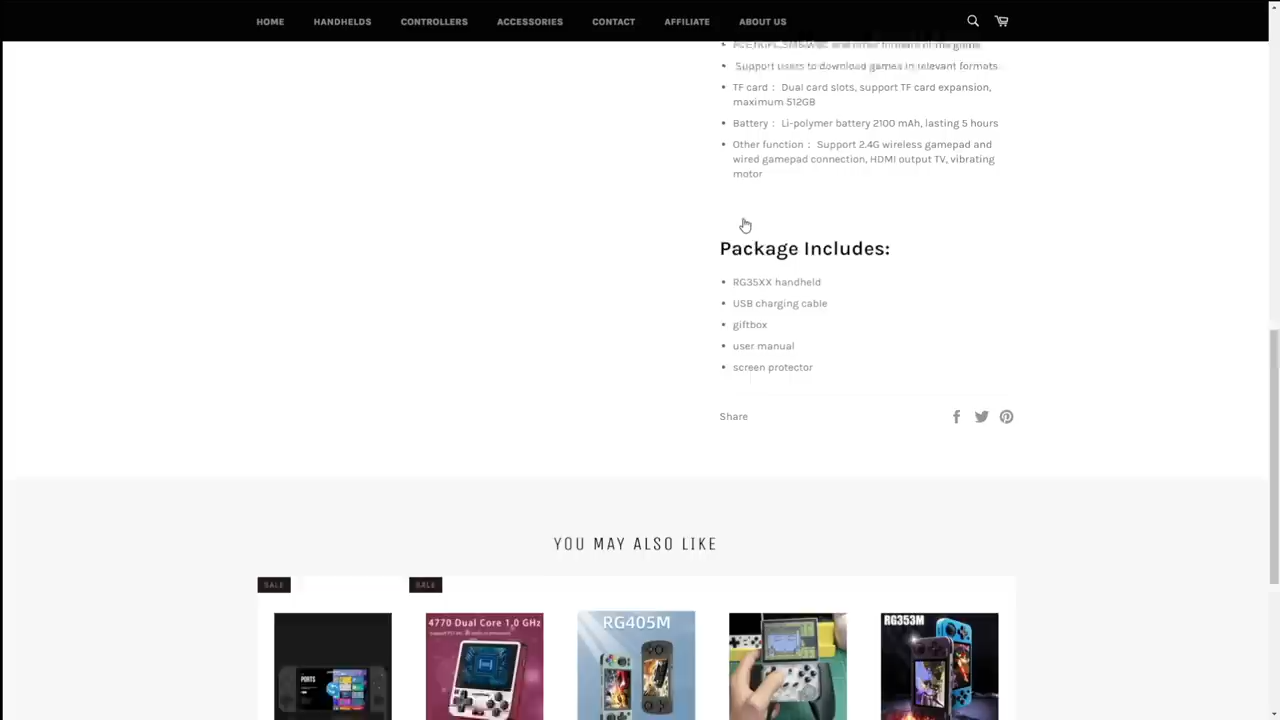 HOME HANDHELDS CONTROLLERS ACCESSORIES CONTACT AFFILIATE ABOUT US
Support users to download games in relevant formats
TF card： Dual card slots, support TF card expansion,
maximum 512GB
Battery： Li-polymer battery 2100 mAh, lasting 5 hours
Other function： Support 2.4G wireless gamepad and
wired gamepad connection, HDMI output TV, vibrating
motor
Package Includes:
RG35XX handheld
USB charging cable
giftbox
user manual
screen protector
Share
YOU MAY ALSO LIKE
SALE SALE
4770 Dual Core 1.0 GHz RG405M RG353M
PORTS